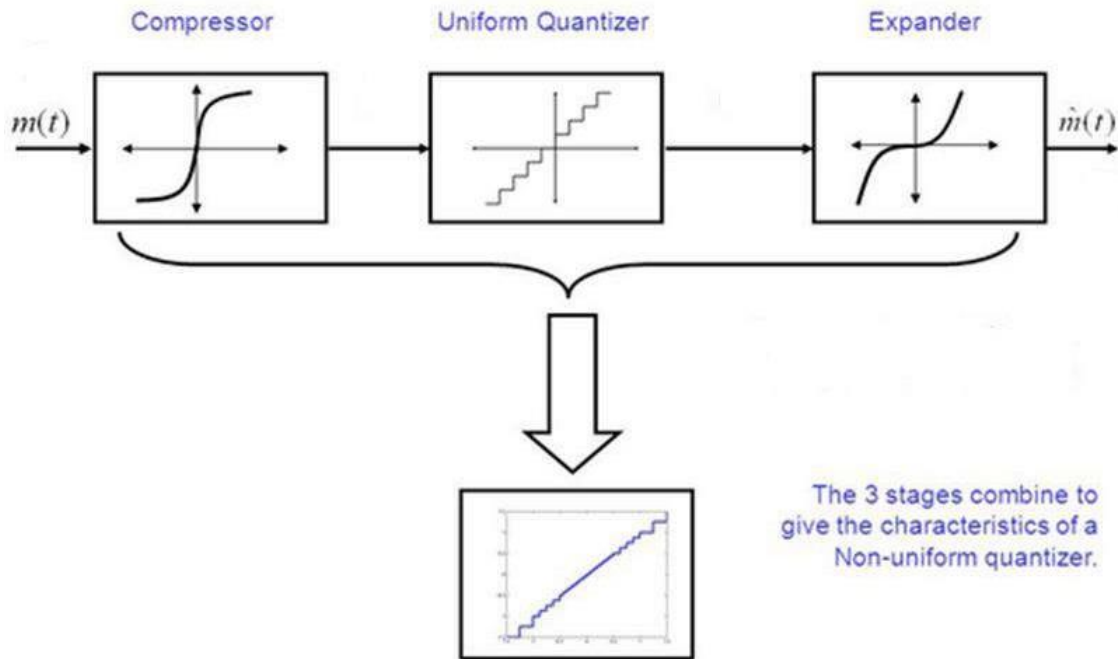 Compressor
Uniform Quantizer
Expander
m(t)
m̂(t)
The 3 stages combine to
give the characteristics of a
Non-uniform quantizer.